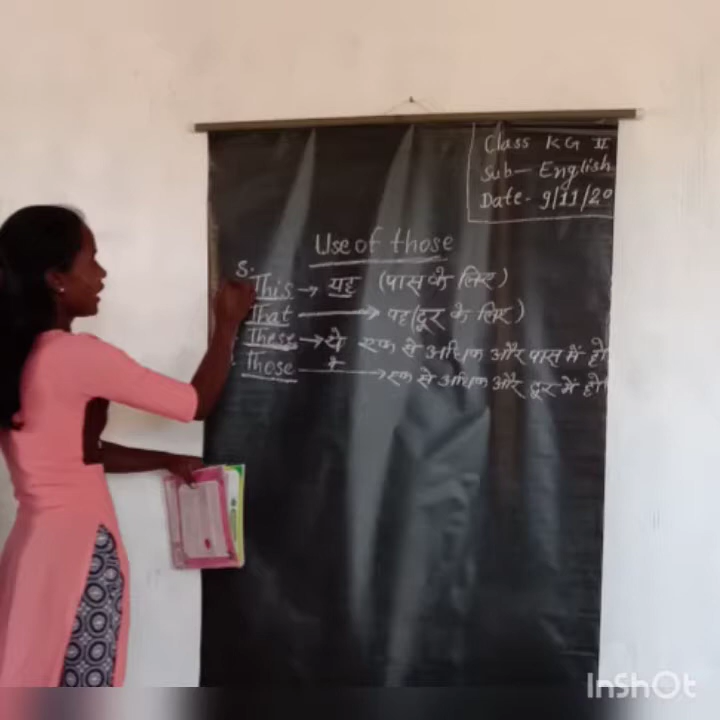 Class KG II
Sub- English
Date- 9/11/20
Use of those
S.
This → यह (पास के लिए)
That → वह (दूर के लिए)
These → ये एक से अधिक और पास में हो
Those → एक से अधिक और दूर में हो
InShOt